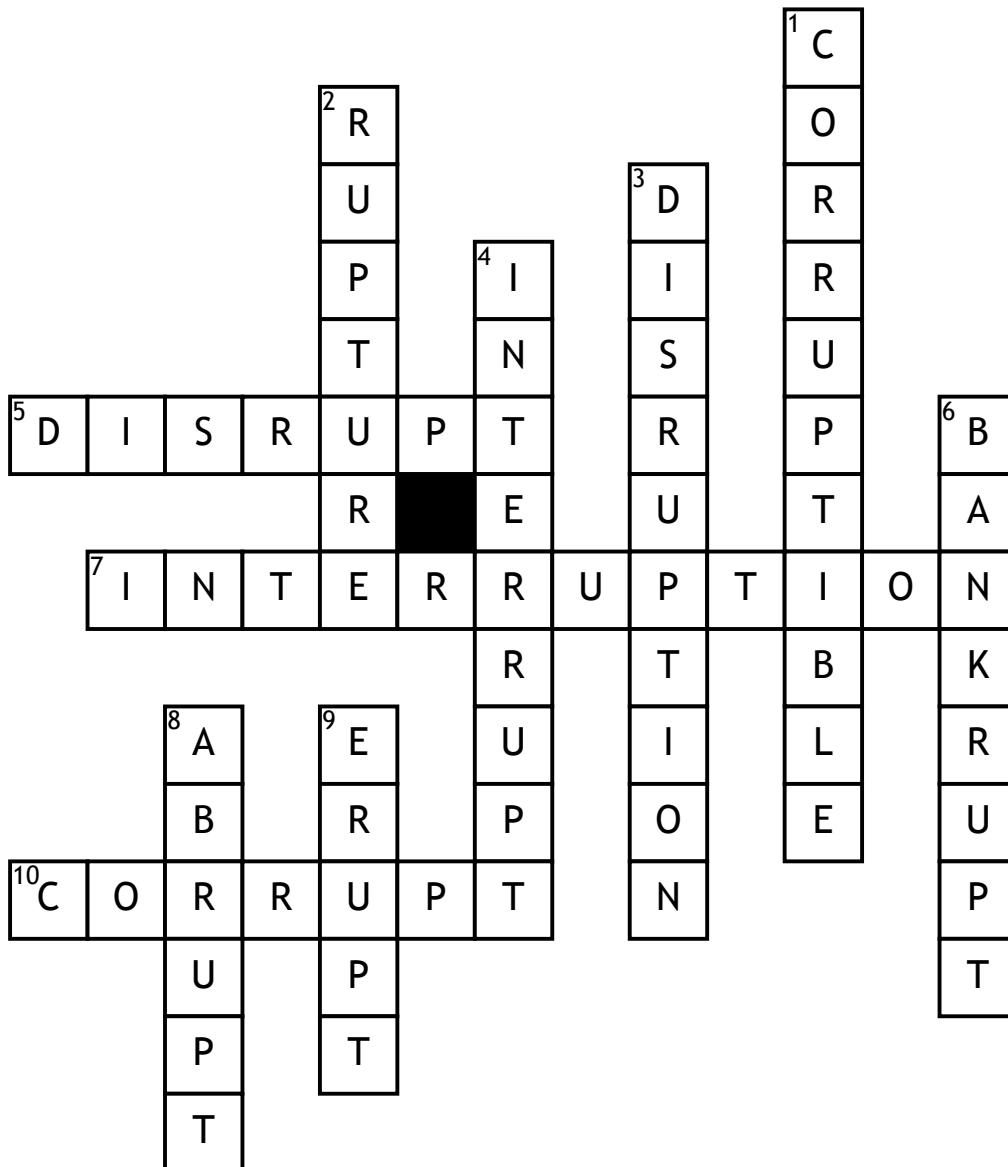 1 C
2 R O
U 3 D R
P 4 I I R
T N S U
5 D I S R U P T R P 6 B
R E U T A
7 I N T E R R U P T I O N
R T B K
8 A 9 E U I L R
B R P O E U
10 C O R R U P T N P
U P T
P T
T